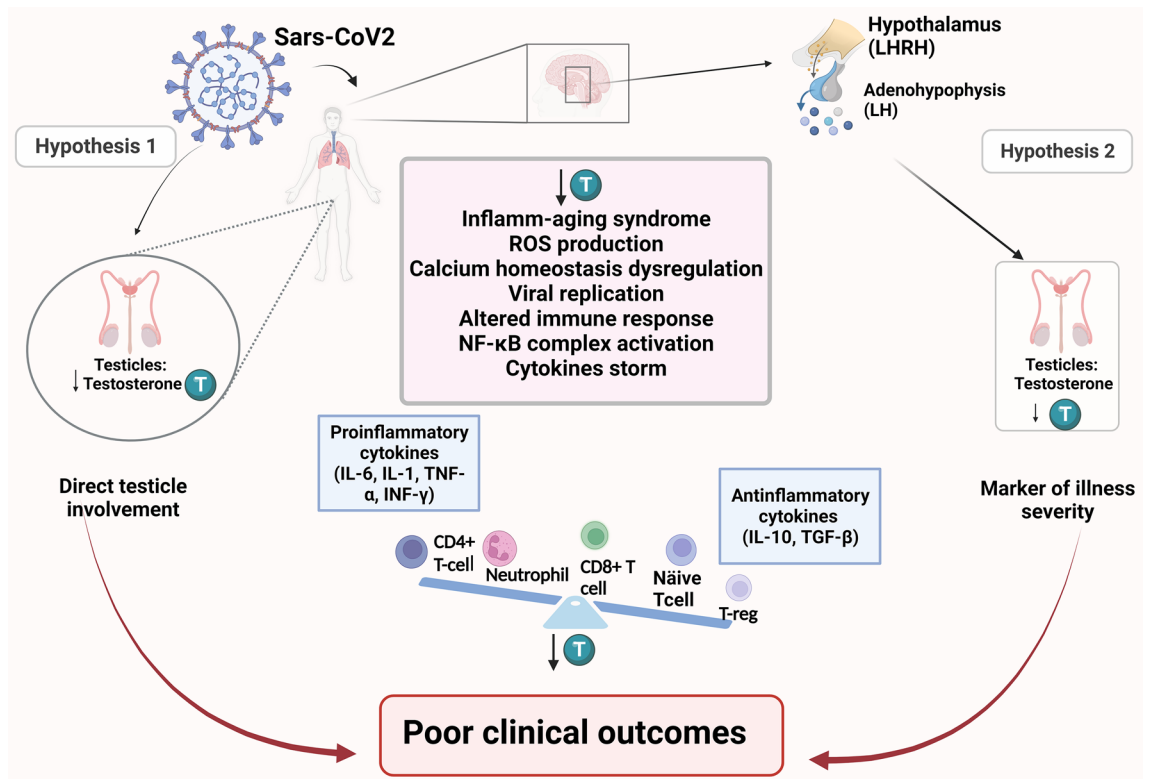 Sars-CoV2
Hypothalamus
(LHRH)
Adenohypophysis
(LH)
Hypothesis 1
Hypothesis 2
T
Inflamm-aging syndrome
ROS production
Calcium homeostasis dysregulation
Viral replication
Altered immune response
NF-κB complex activation
Cytokines storm
Testicles:
Testosterone
T
Testicles:
Testosterone
T
Direct testicle
involvement
Proinflammatory
cytokines
(IL-6, IL-1, TNF-
α, INF-γ)
Antinflammatory
cytokines
(IL-10, TGF-β)
Marker of illness
severity
CD4+
T-cell
Neutrophil
CD8+ T
cell
Näive
Tcell
T-reg
T
Poor clinical outcomes